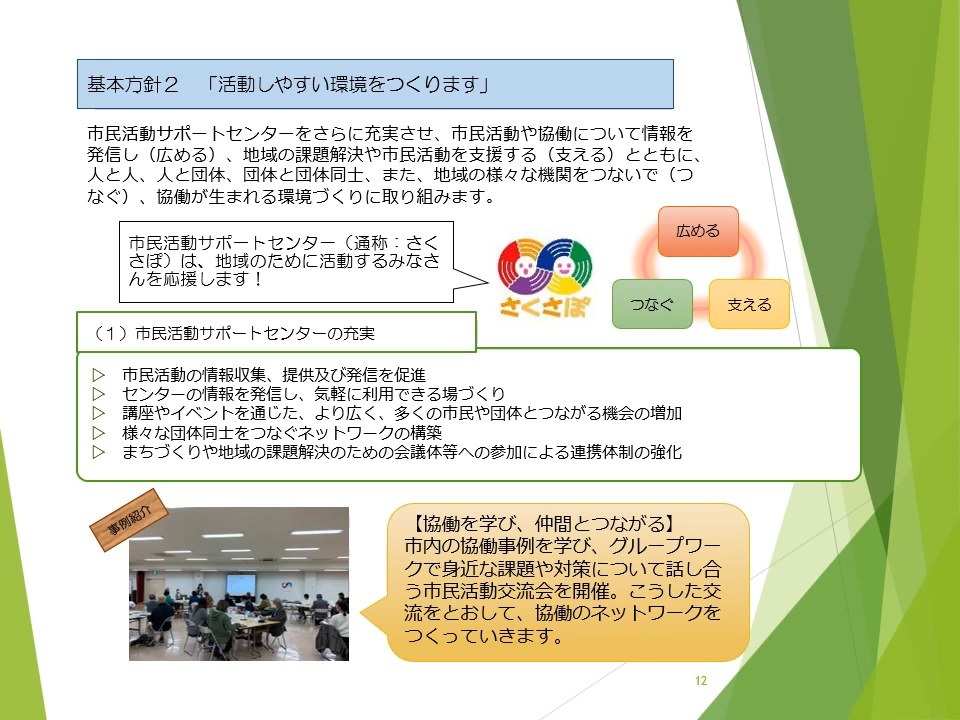 基本方針２　「活動しやすい環境をつくります」
市民活動サポートセンターをさらに充実させ、市民活動や協働について情報を
発信し（広める）、地域の課題解決や市民活動を支援する（支える）とともに、
人と人、人と団体、団体と団体同士、また、地域の様々な機関をつないで（つ
なぐ）、協働が生まれる環境づくりに取り組みます。
市民活動サポートセンター（通称：さく
さぽ）は、地域のために活動するみなさ
んを応援します！
さくさぽ
広める
つなぐ
支える
（１）市民活動サポートセンターの充実
▷　市民活動の情報収集、提供及び発信を促進
▷　センターの情報を発信し、気軽に利用できる場づくり
▷　講座やイベントを通じた、より広く、多くの市民や団体とつながる機会の増加
▷　様々な団体同士をつなぐネットワークの構築
▷　まちづくりや地域の課題解決のための会議体等への参加による連携体制の強化
事例紹介
【協働を学び、仲間とつながる】
市内の協働事例を学び、グループワー
クで身近な課題や対策について話し合
う市民活動交流会を開催。こうした交
流をとおして、協働のネットワークを
つくっていきます。
12